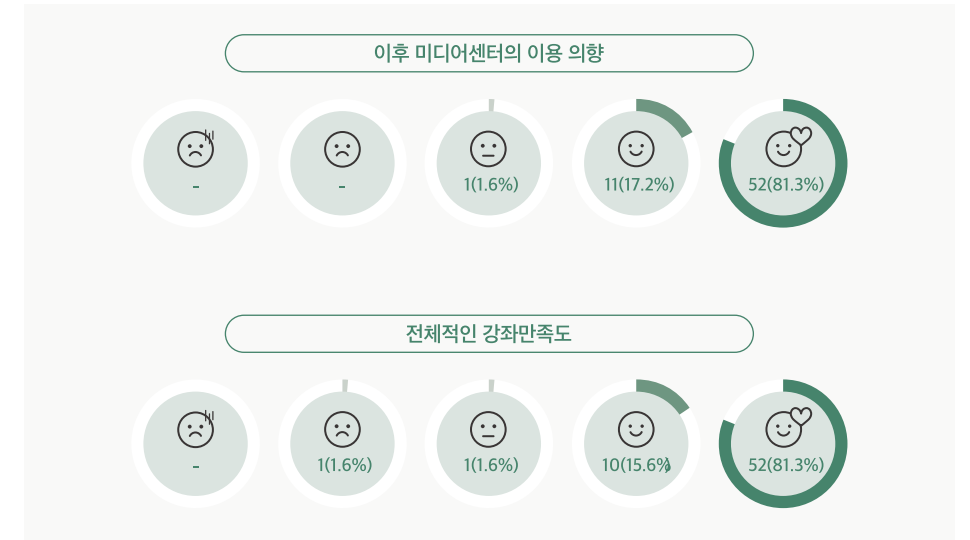 이후 미디어센터의 이용 의향
- - 1(1.6%) 11(17.2%) 52(81.3%)
전체적인 강좌만족도
- 1(1.6%) 1(1.6%) 10(15.6%) 52(81.3%)